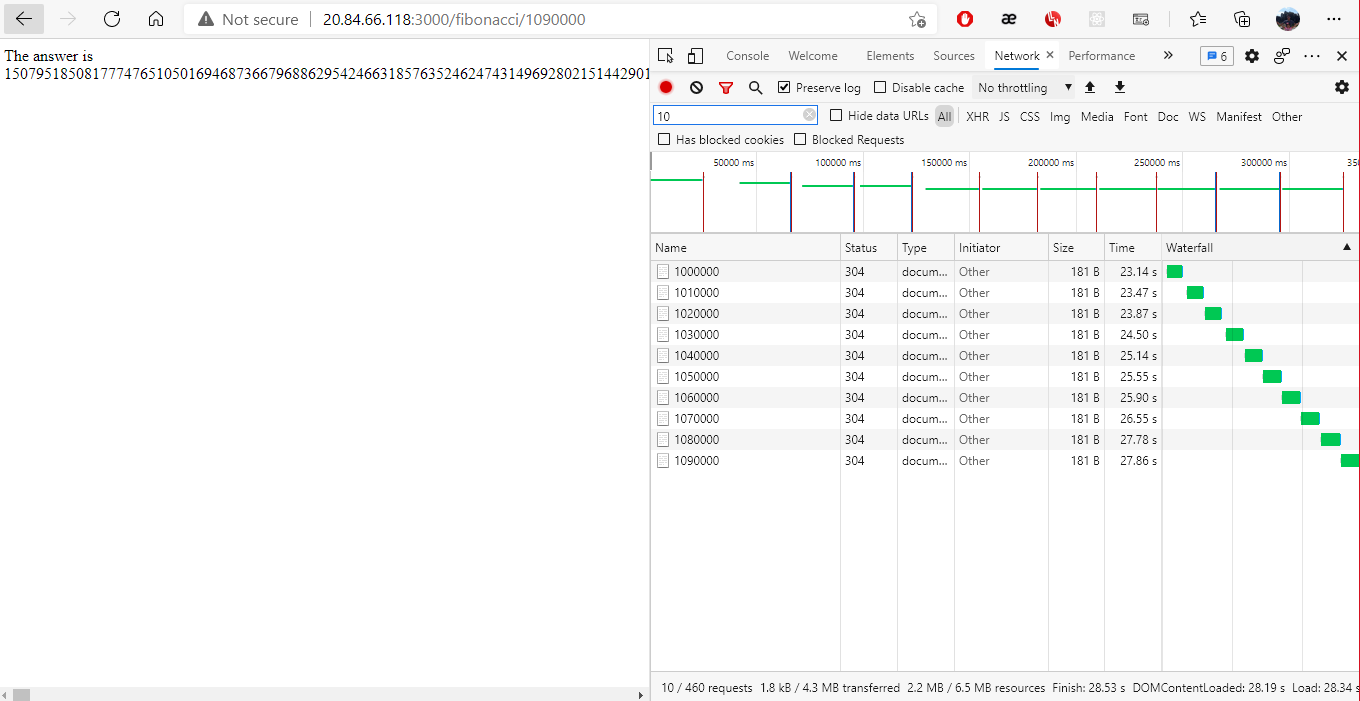 Not secure | 20.84.66.118:3000/fibonacci/1090000
The answer is
Console Welcome Elements Sources Network Performance » 6
Preserve log Disable cache No throttling
10 Hide data URLs All XHR JS CSS Img Media Font Doc WS Manifest Other
Has blocked cookies Blocked Requests
50000 ms 100000 ms 150000 ms 200000 ms 250000 ms 300000 ms
Name Status Type Initiator Size Time Waterfall
1000000 304 docum... Other 181 B 23.14 s
1010000 304 docum... Other 181 B 23.47 s
1020000 304 docum... Other 181 B 23.87 s
1030000 304 docum... Other 181 B 24.50 s
1040000 304 docum... Other 181 B 25.14 s
1050000 304 docum... Other 181 B 25.55 s
1060000 304 docum... Other 181 B 25.90 s
1070000 304 docum... Other 181 B 26.55 s
1080000 304 docum... Other 181 B 27.78 s
1090000 304 docum... Other 181 B 27.86 s
10 / 460 requests 1.8 kB / 4.3 MB transferred 2.2 MB / 6.5 MB resources Finish: 28.53 s DOMContentLoaded: 28.19 s Load: 28.34 s